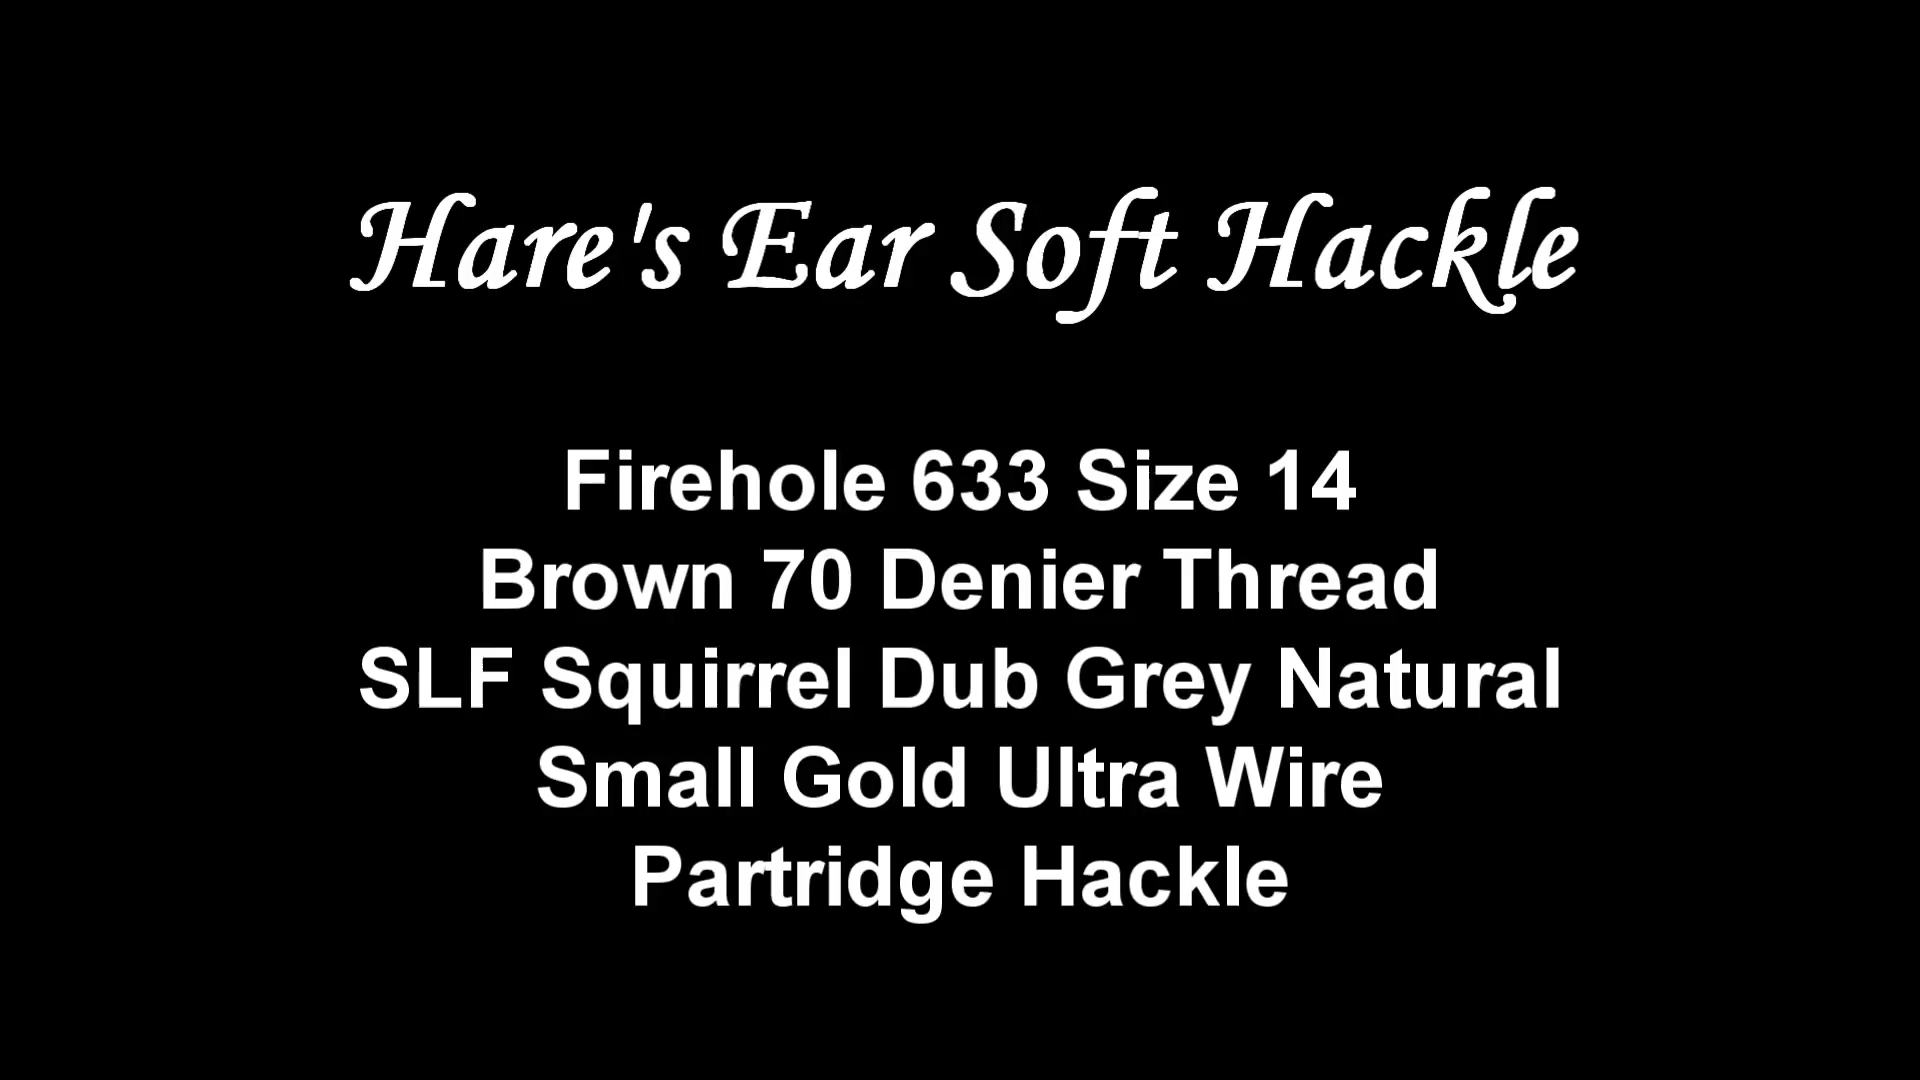 Hare's Ear Soft Hackle
Firehole 633 Size 14
Brown 70 Denier Thread
SLF Squirrel Dub Grey Natural
Small Gold Ultra Wire
Partridge Hackle